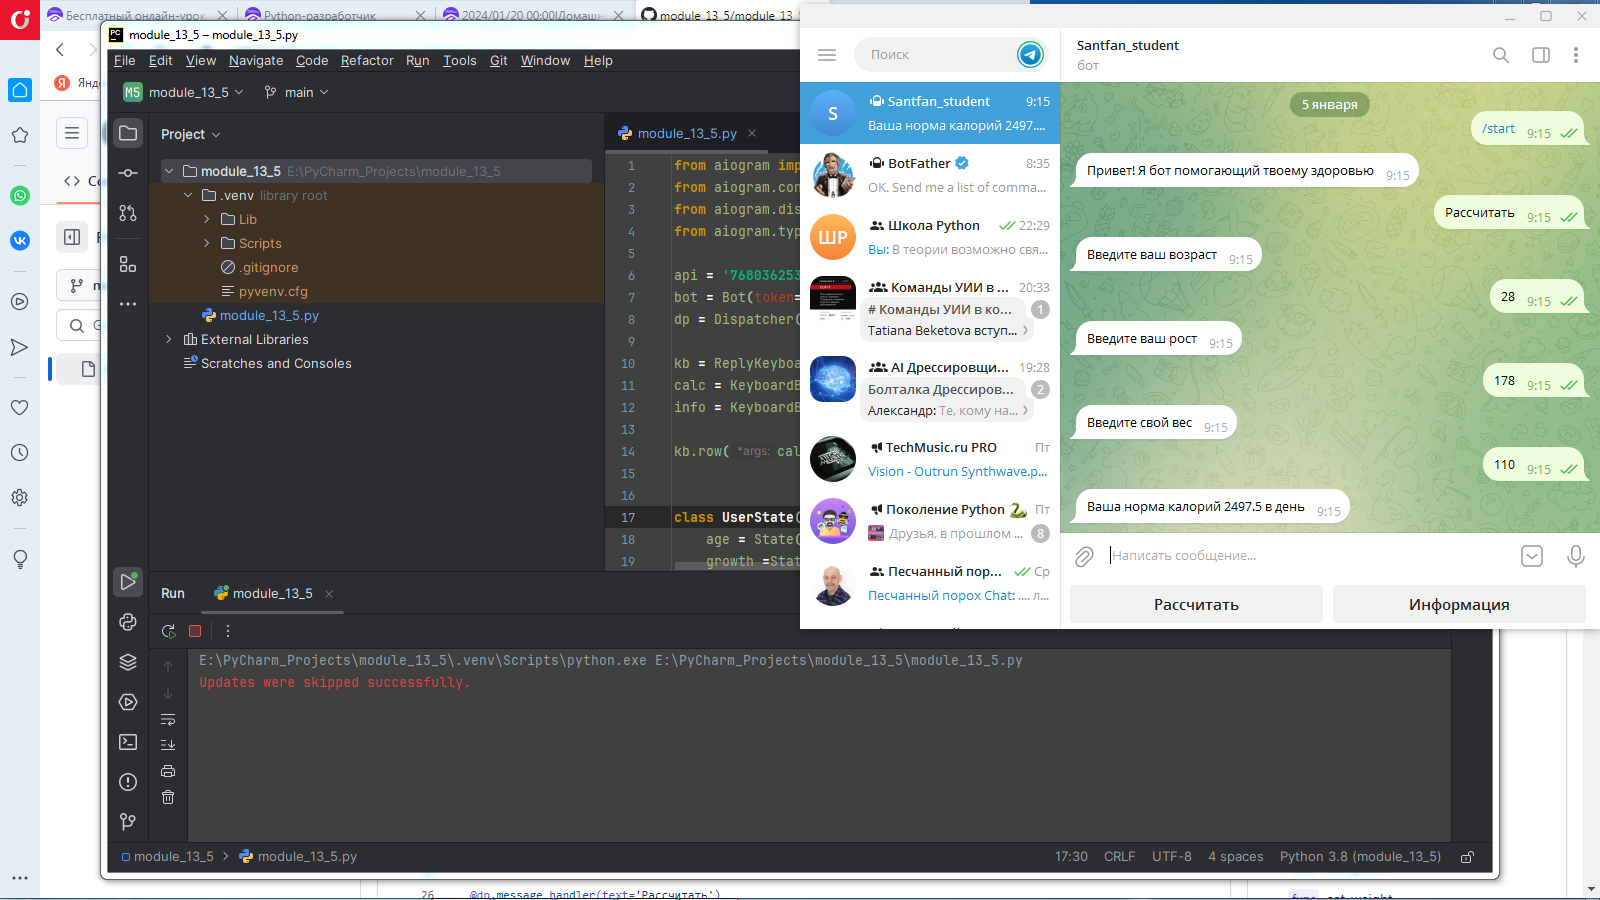 Бесплатный онлайн-урок
Python-разработчик
2024/01/20 00:00|Домашн
module_13_5/module_13_5
module_13_5 – module_13_5.py
File Edit View Navigate Code Refactor Run Tools Git Window Help
M5 module_13_5 main
Project
module_13_5 E:\PyCharm_Projects\module_13_5
.venv library root
Lib
Scripts
.gitignore
pyvenv.cfg
module_13_5.py
External Libraries
Scratches and Consoles
module_13_5.py
1 from aiogram imp
2 from aiogram.con
3 from aiogram.dis
4 from aiogram.typ
5
6 api = '768036253
7 bot = Bot(token=
8 dp = Dispatcher(
9
10 kb = ReplyKeyboa
11 calc = KeyboardB
12 info = KeyboardB
13
14 kb.row( *args: cal
15
16
17 class UserState(
18 age = State(
19 growth =Stat
Run module_13_5
E:\PyCharm_Projects\module_13_5\.venv\Scripts\python.exe E:\PyCharm_Projects\module_13_5\module_13_5.py
Updates were skipped successfully.
module_13_5 > module_13_5.py
17:30 CRLF UTF-8 4 spaces Python 3.8 (module_13_5)
26 @dp.message_handler(text='Рассчитать')
func set_weight
Поиск
S
Santfan_student 9:15
Ваша норма калорий 2497....
BotFather 8:35
OK. Send me a list of comma...
ШР
Школа Python 22:29
Вы: В теории возможно свя...
Команды УИИ в ... 20:33
# Команды УИИ в ко... 1
Tatiana Beketova вступ...
AI Дрессировщи... 19:28
Болталка Дрессиров... 2
Александр: Те, кому на...
TechMusic.ru PRO Пт
Vision - Outrun Synthwave.p...
Поколение Python Пт
Друзья, в прошлом ... 8
Песчанный пор... Ср
Песчанный порох Chat: .... л...
Santfan_student
бот
5 января
/start 9:15
Привет! Я бот помогающий твоему здоровью 9:15
Рассчитать 9:15
Введите ваш возраст 9:15
28 9:15
Введите ваш рост 9:15
178 9:15
Введите свой вес 9:15
110 9:15
Ваша норма калорий 2497.5 в день 9:15
Написать сообщение...
Рассчитать
Информация